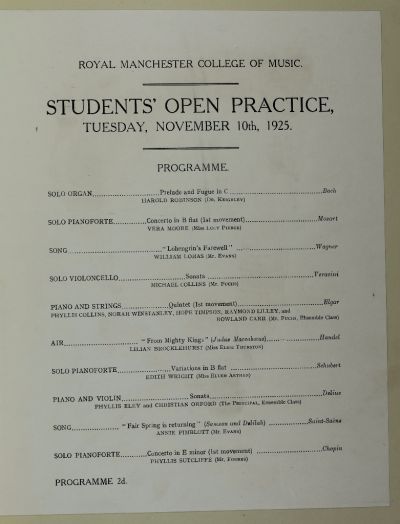 ROYAL MANCHESTER COLLEGE OF MUSIC.
STUDENTS' OPEN PRACTICE,
TUESDAY, NOVEMBER 10th, 1925.
PROGRAMME.
SOLO ORGAN..............Prelude and Fugue in C..............Bach
HAROLD ROBINSON (Dr. Keighley)
SOLO PIANOFORTE..............Concerto in B flat (1st movement)..............Mozart
VERA MOORE (Miss Lucy Pierce)
SONG.............."Lohengrin's Farewell"..............Wagner
WILLIAM LOMAS (Mr. Evans)
SOLO VIOLONCELLO..............Sonata..............Veracini
MICHAEL COLLINS (Mr. Fuchs)
PIANO AND STRINGS..............Quintet (1st movement)..............Elgar
PHYLLIS COLLINS, NORAH WINSTANLEY, HOPE TIMPSON, RAYMOND LILLEY, and
ROWLAND CARR (Mr. Fuchs, Ensemble Class)
AIR.............."From Mighty Kings" (Judas Maccabæus)..............Handel
LILIAN BROCKLEHURST (Miss Elsie Thurston)
SOLO PIANOFORTE..............Variations in B flat..............Schubert
EDITH WRIGHT (Miss Ellen Arthan)
PIANO AND VIOLIN..............Sonata..............Delius
PHYLLIS ELEY and CHRISTIAN ORFORD (The Principal, Ensemble Class)
SONG.............."Fair Spring is returning" (Samson and Delilah)..............Saint-Saëns
ANNIE PIMBLOTT (Mr. Evans)
SOLO PIANOFORTE..............Concerto in E minor (1st movement)..............Chopin
PHYLLIS SUTCLIFFE (Mr. Forbes)
PROGRAMME 2d.